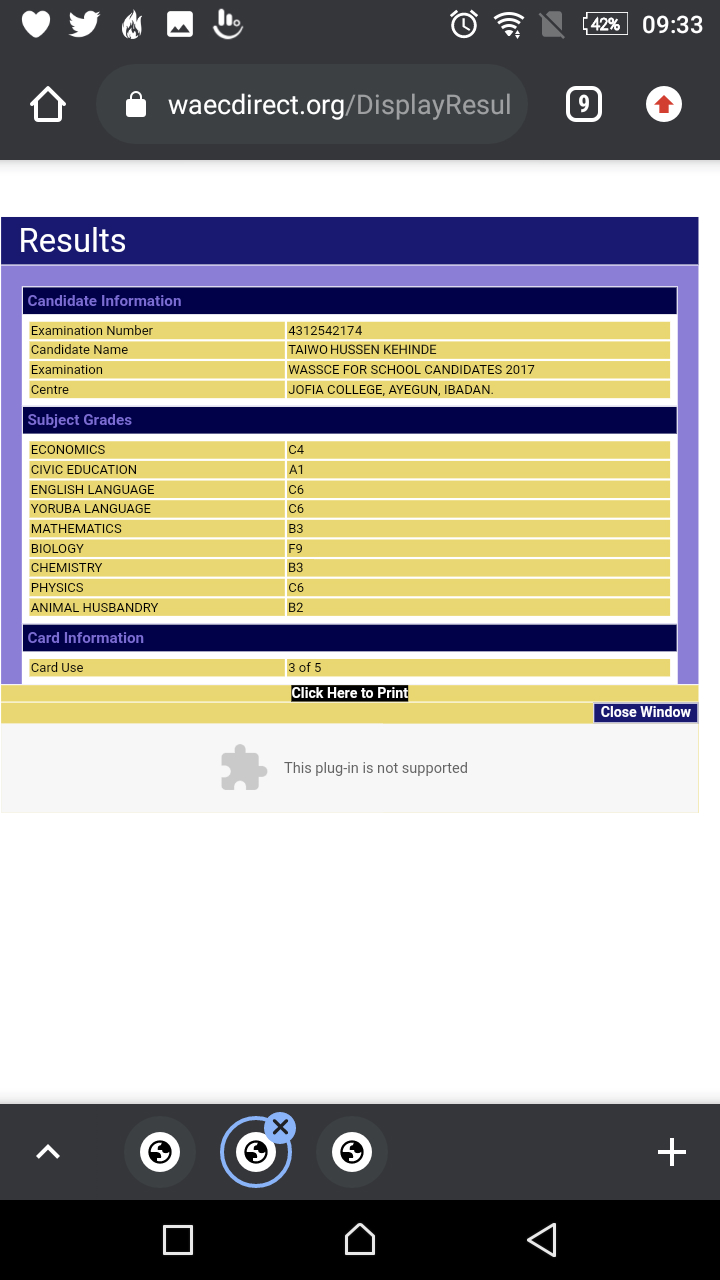 42% 09:33
waecdirect.org/DisplayResul
9
Results
Candidate Information
Examination Number 4312542174
Candidate Name TAIWO HUSSEN KEHINDE
Examination WASSCE FOR SCHOOL CANDIDATES 2017
Centre JOFIA COLLEGE, AYEGUN, IBADAN.
Subject Grades
ECONOMICS C4
CIVIC EDUCATION A1
ENGLISH LANGUAGE C6
YORUBA LANGUAGE C6
MATHEMATICS B3
BIOLOGY F9
CHEMISTRY B3
PHYSICS C6
ANIMAL HUSBANDRY B2
Card Information
Card Use 3 of 5
Click Here to Print
Close Window
This plug-in is not supported